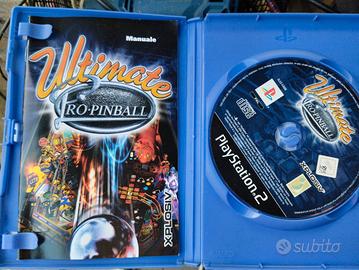 Manuale
Ultimate
PRO-PINBALL
XPLOSIV
Ultimate
PRO-PINBALL
PlayStation 2
XPLOSIV
subito